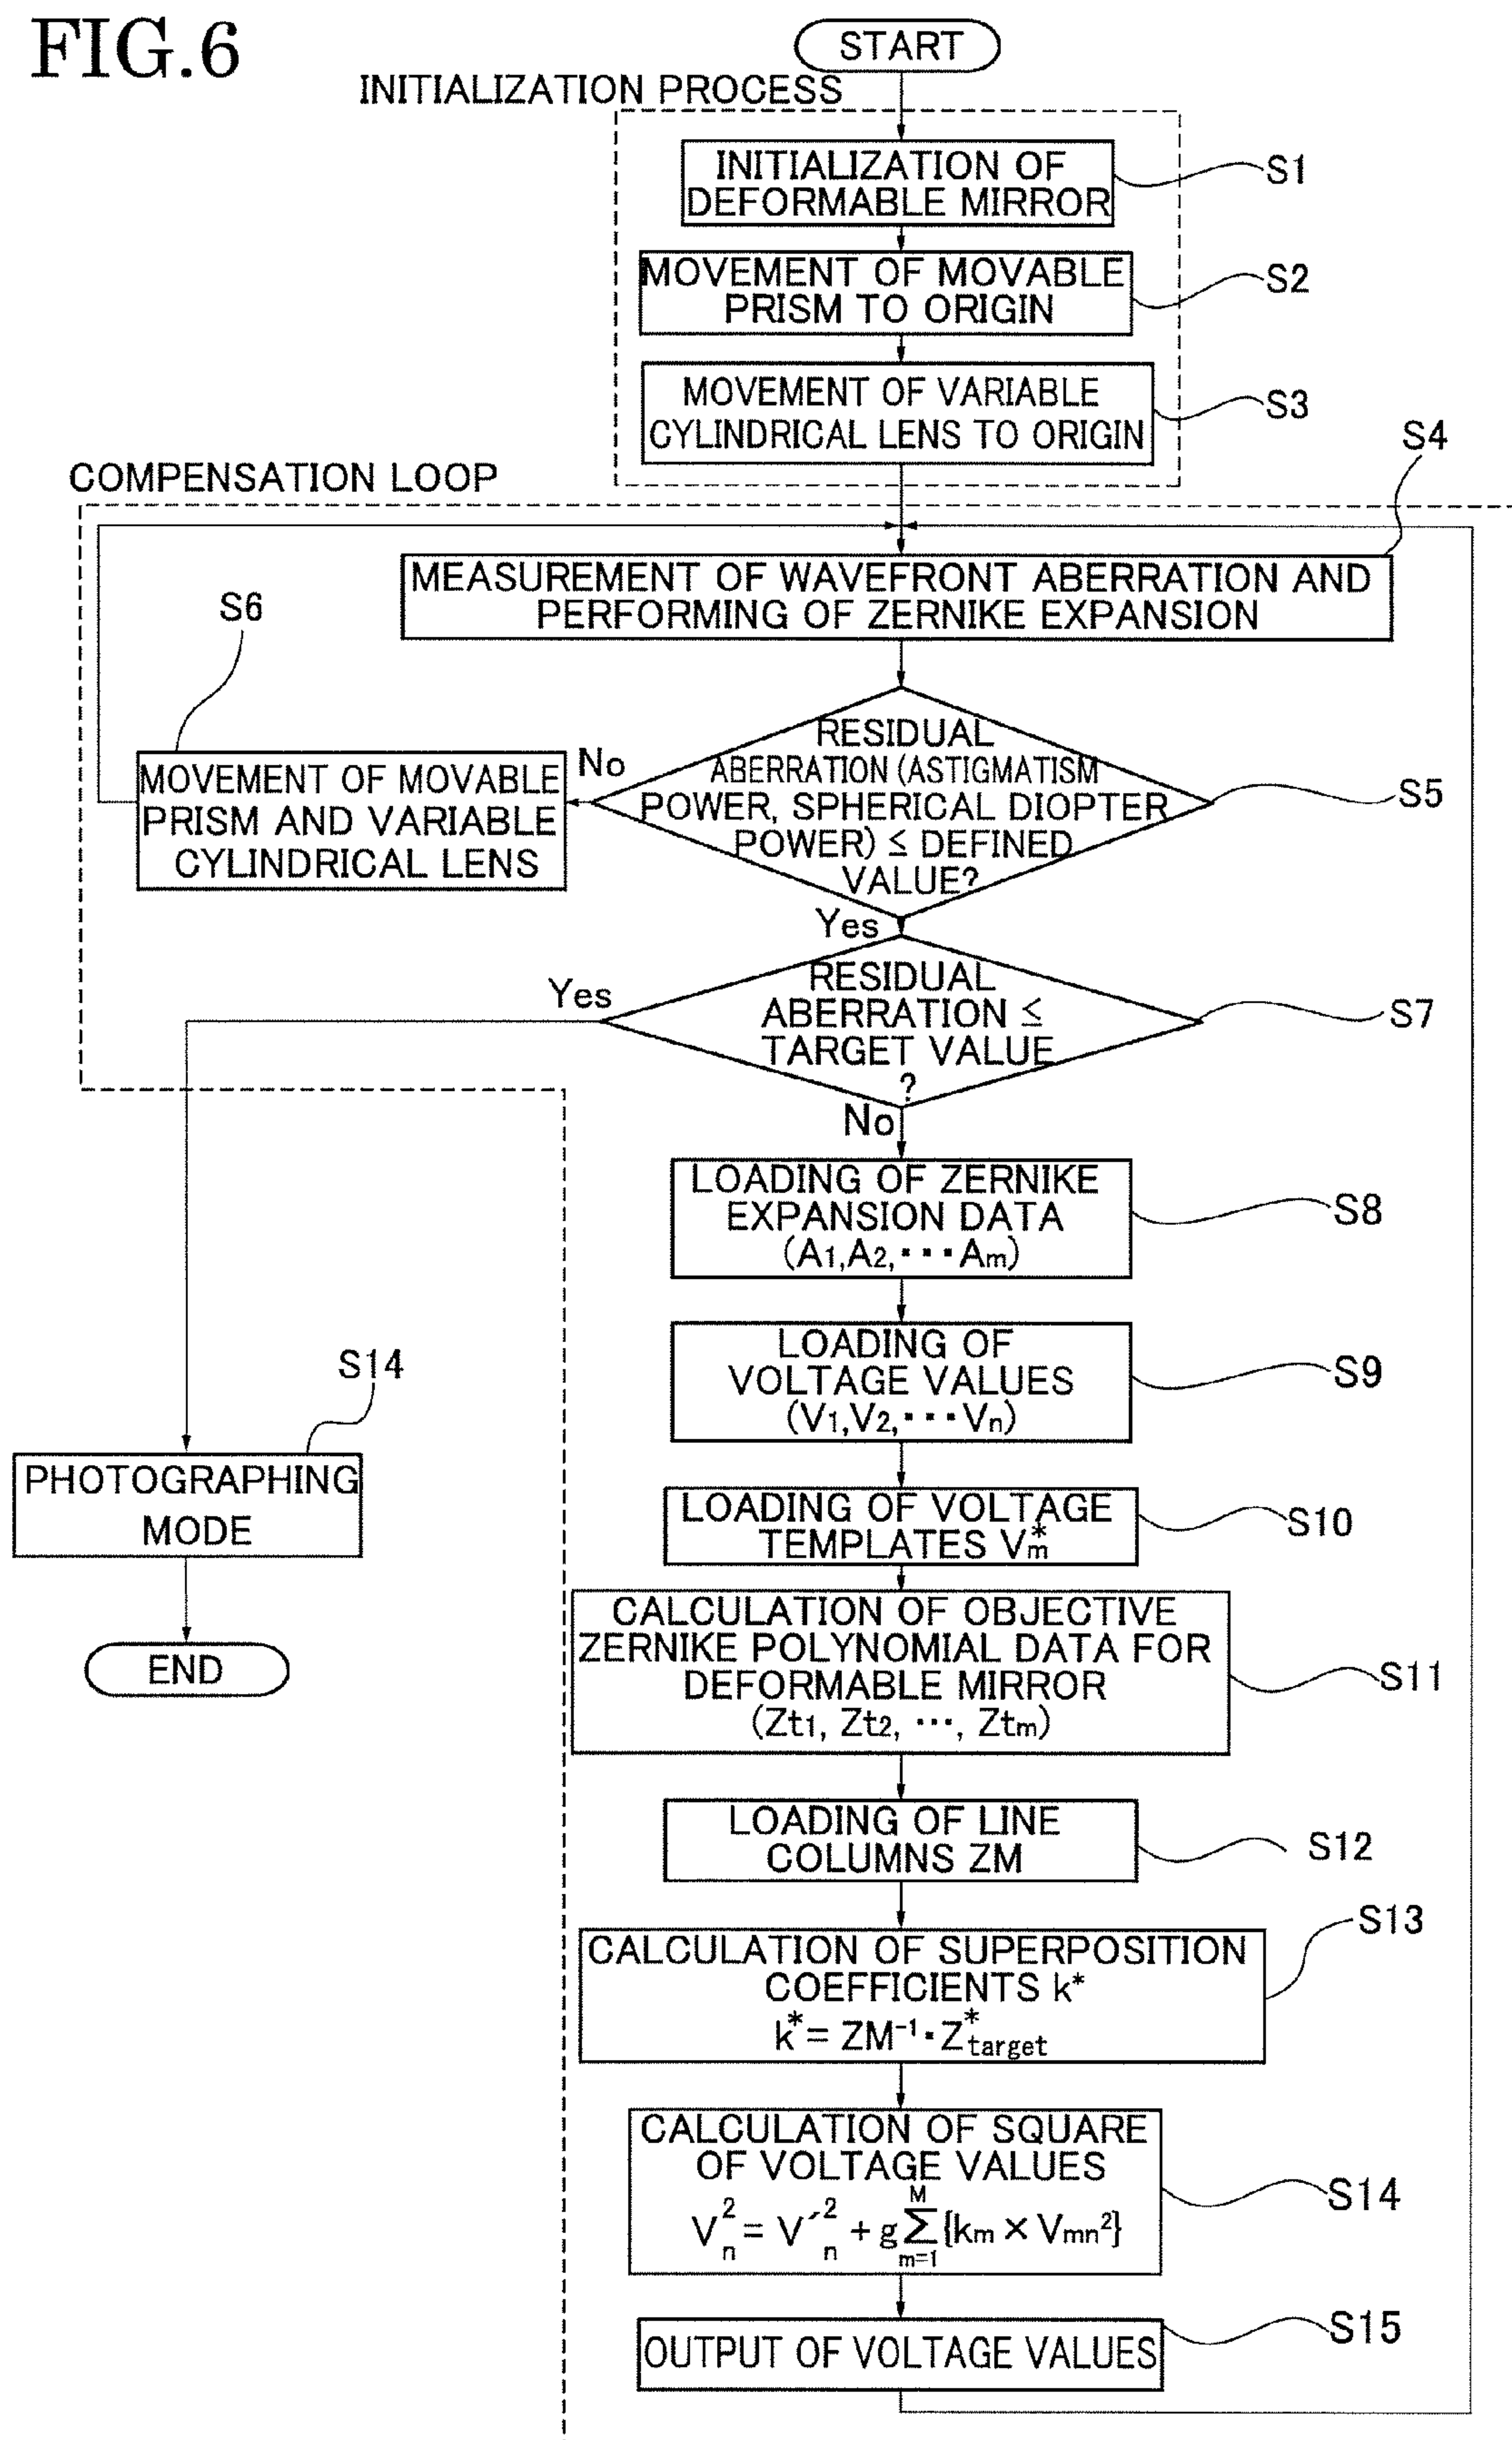 FIG.6
START
INITIALIZATION PROCESS
INITIALIZATION OF
DEFORMABLE MIRROR
S1
MOVEMENT OF MOVABLE
PRISM TO ORIGIN
S2
MOVEMENT OF VARIABLE
CYLINDRICAL LENS TO ORIGIN
S3
COMPENSATION LOOP
S4
MEASUREMENT OF WAVEFRONT ABERRATION AND
PERFORMING OF ZERNIKE EXPANSION
RESIDUAL
ABERRATION (ASTIGMATISM
POWER, SPHERICAL DIOPTER
POWER) ≤ DEFINED
VALUE?
S5
No
S6
MOVEMENT OF MOVABLE
PRISM AND VARIABLE
CYLINDRICAL LENS
Yes
RESIDUAL
ABERRATION ≤
TARGET VALUE
?
S7
Yes
No
LOADING OF ZERNIKE
EXPANSION DATA
(A1,A2,･･･Am)
S8
LOADING OF
VOLTAGE VALUES
(V1,V2,･･･Vn)
S9
S14
PHOTOGRAPHING
MODE
END
LOADING OF VOLTAGE
TEMPLATES V*m
S10
CALCULATION OF OBJECTIVE
ZERNIKE POLYNOMIAL DATA FOR
DEFORMABLE MIRROR
(Zt1, Zt2, ･･･, Ztm)
S11
LOADING OF LINE
COLUMNS ZM
S12
CALCULATION OF SUPERPOSITION
COEFFICIENTS k*
k*= ZM⁻¹･Z*target
S13
CALCULATION OF SQUARE
OF VOLTAGE VALUES
V²n = V´²n + g∑(m=1, M){km × Vmn²}
S14
OUTPUT OF VOLTAGE VALUES
S15